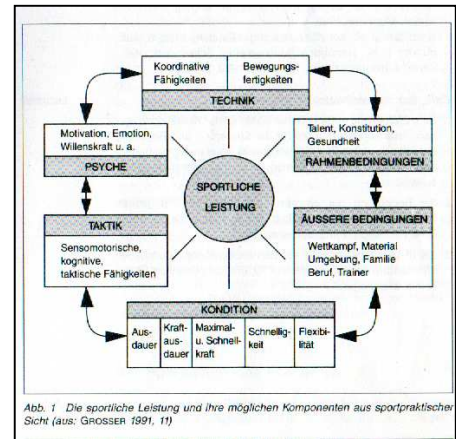 Koordinative
Fähigkeiten
Bewegungs-
fertigkeiten
TECHNIK
Motivation, Emotion,
Willenskraft u. a.
PSYCHE
Talent, Konstitution,
Gesundheit
RAHMENBEDINGUNGEN
SPORTLICHE
LEISTUNG
TAKTIK
Sensomotorische,
kognitive,
taktische Fähigkeiten
ÄUSSERE BEDINGUNGEN
Wettkampf, Material
Umgebung, Familie
Beruf, Trainer
KONDITION
Aus-
dauer
Kraft-
aus-
dauer
Maximal-
u. Schnell-
kraft
Schnellig-
keit
Flexibi-
lität
Abb. 1 Die sportliche Leistung und ihre möglichen Komponenten aus sportpraktischer
Sicht (aus: GROSSER 1991, 11)